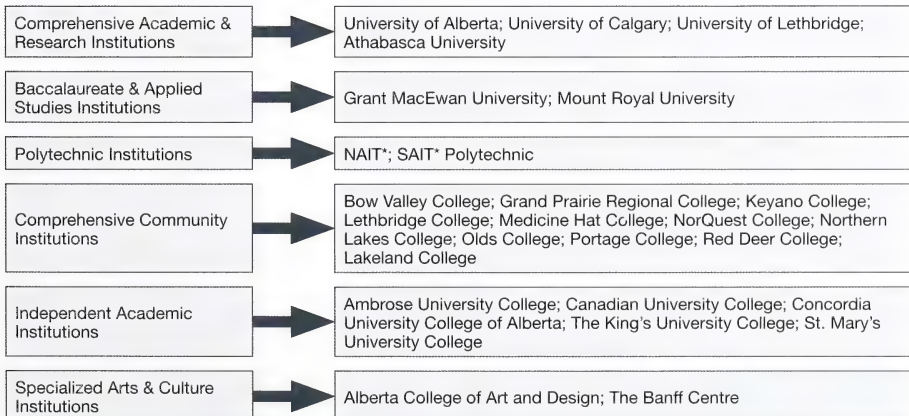 Comprehensive Academic &
Research Institutions
University of Alberta; University of Calgary; University of Lethbridge;
Athabasca University
Baccalaureate & Applied
Studies Institutions
Grant MacEwan University; Mount Royal University
Polytechnic Institutions
NAIT*; SAIT* Polytechnic
Comprehensive Community
Institutions
Bow Valley College; Grand Prairie Regional College; Keyano College;
Lethbridge College; Medicine Hat College; NorQuest College; Northern
Lakes College; Olds College; Portage College; Red Deer College;
Lakeland College
Independent Academic
Institutions
Ambrose University College; Canadian University College; Concordia
University College of Alberta; The King's University College; St. Mary's
University College
Specialized Arts & Culture
Institutions
Alberta College of Art and Design; The Banff Centre